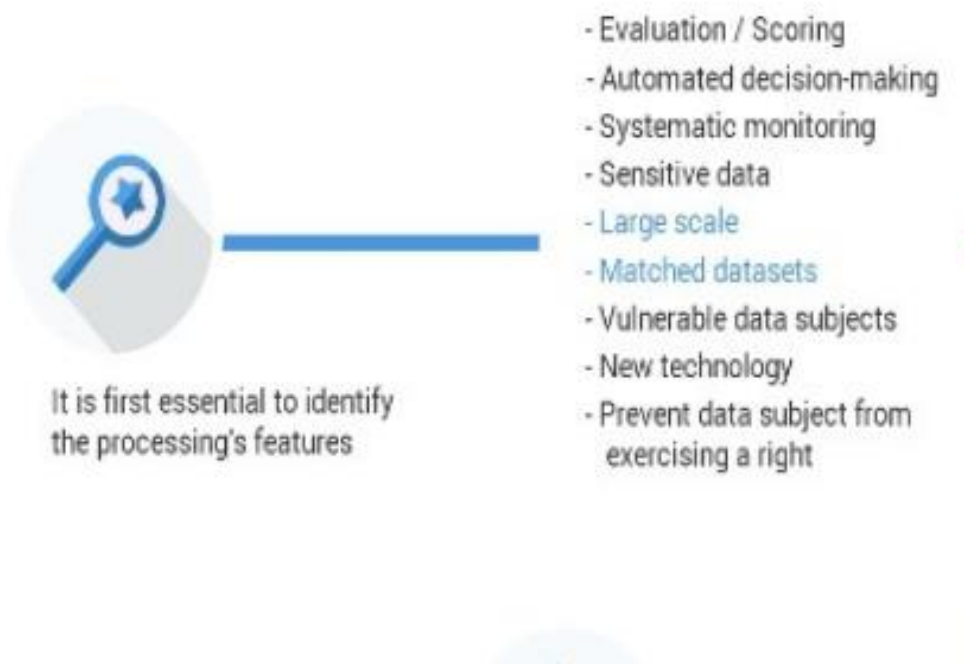 - Evaluation / Scoring
- Automated decision-making
- Systematic monitoring
- Sensitive data
- Large scale
- Matched datasets
- Vulnerable data subjects
- New technology
- Prevent data subject from
exercising a right
It is first essential to identify
the processing's features